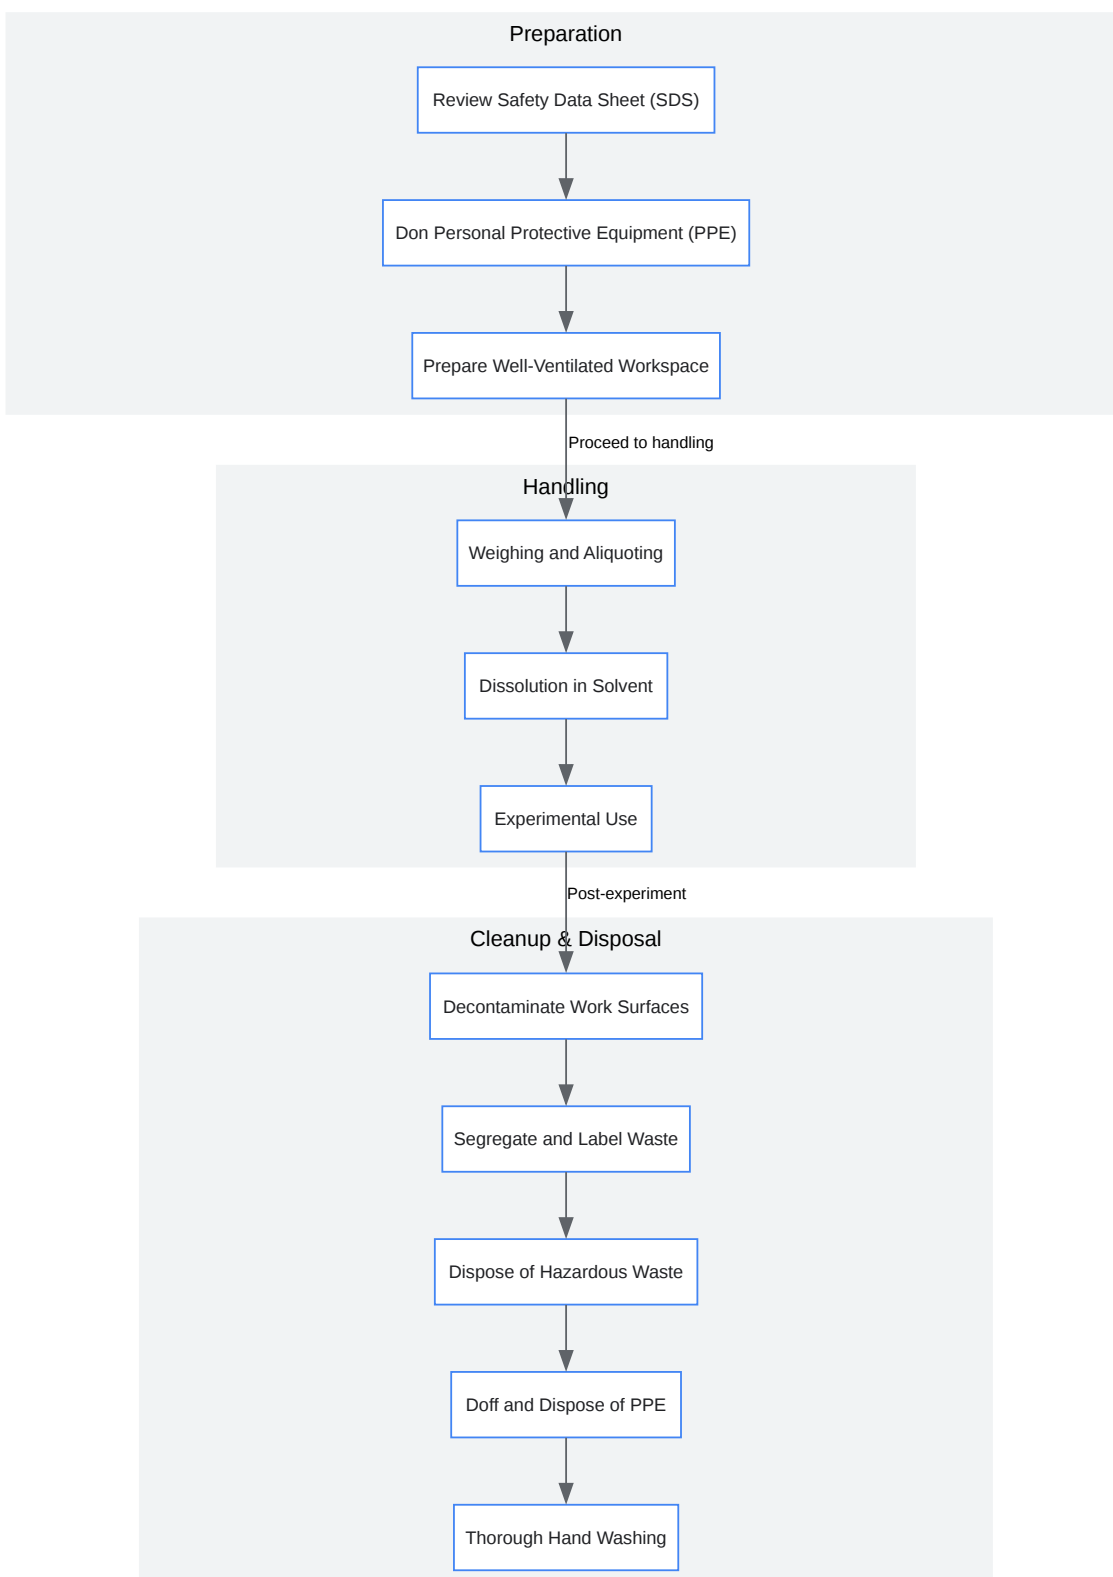 Preparation
Review Safety Data Sheet (SDS)
Don Personal Protective Equipment (PPE)
Prepare Well-Ventilated Workspace
Proceed to handling
Handling
Weighing and Aliquoting
Dissolution in Solvent
Experimental Use
Post-experiment
Cleanup & Disposal
Decontaminate Work Surfaces
Segregate and Label Waste
Dispose of Hazardous Waste
Doff and Dispose of PPE
Thorough Hand Washing